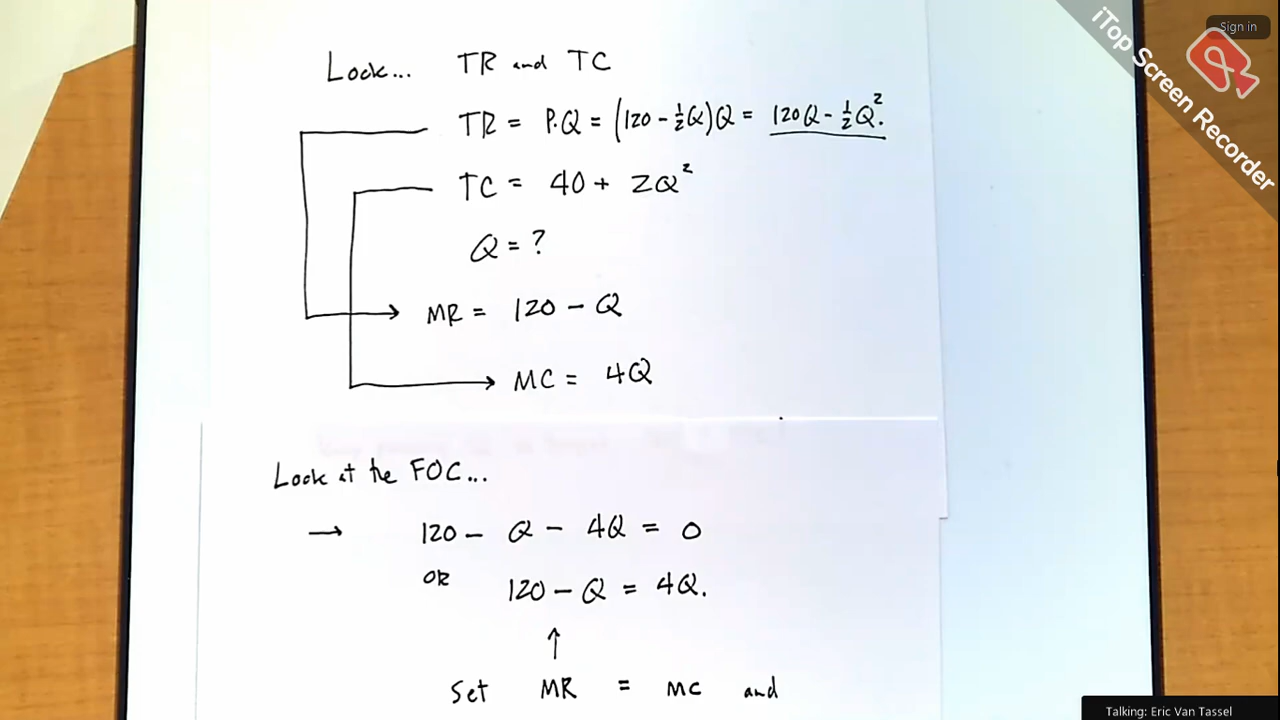 Look... TR and TC
TR = P.Q = (120 - ½Q)Q = 120Q - ½Q².
TC = 40 + 2Q²
Q = ?
MR = 120 - Q
MC = 4Q
Look at the FOC...
→ 120 - Q - 4Q = 0
OR 120 - Q = 4Q.
↑
Set MR = MC and
iTop Screen Recorder
Sign in
Talking: Eric Van Tassel